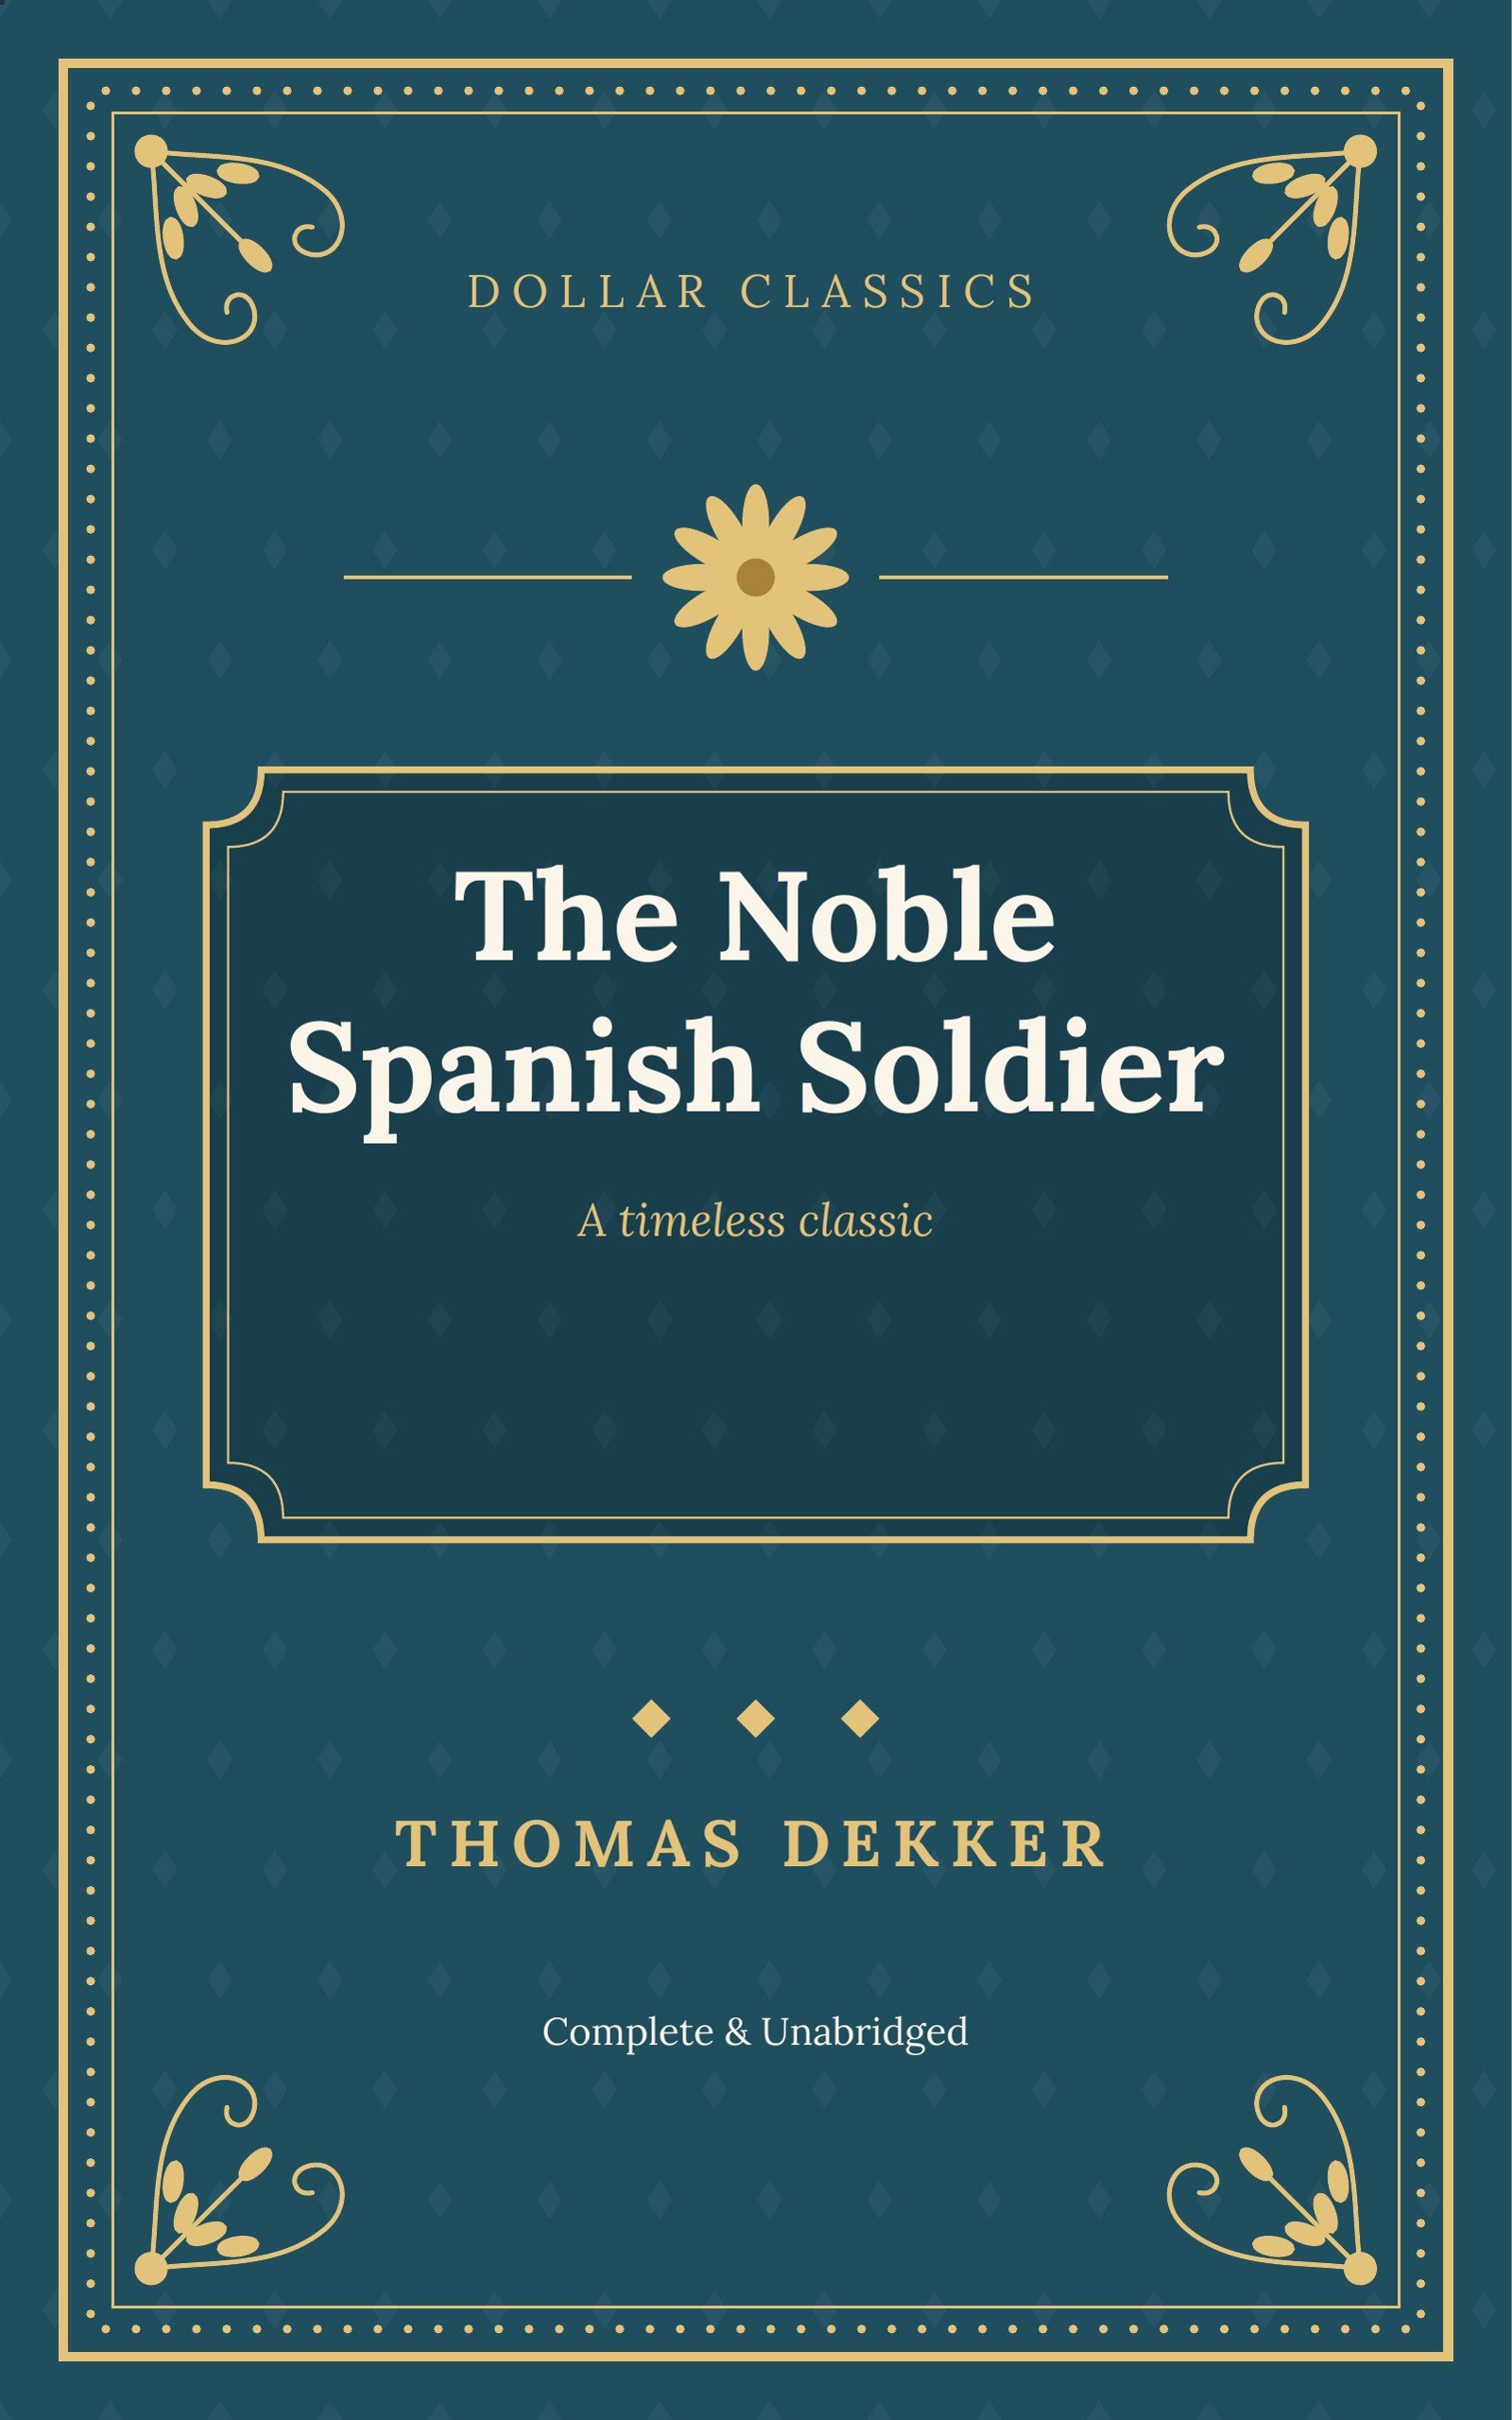 DOLLAR CLASSICS
The Noble
Spanish Soldier
A timeless classic
THOMAS DEKKER
Complete & Unabridged